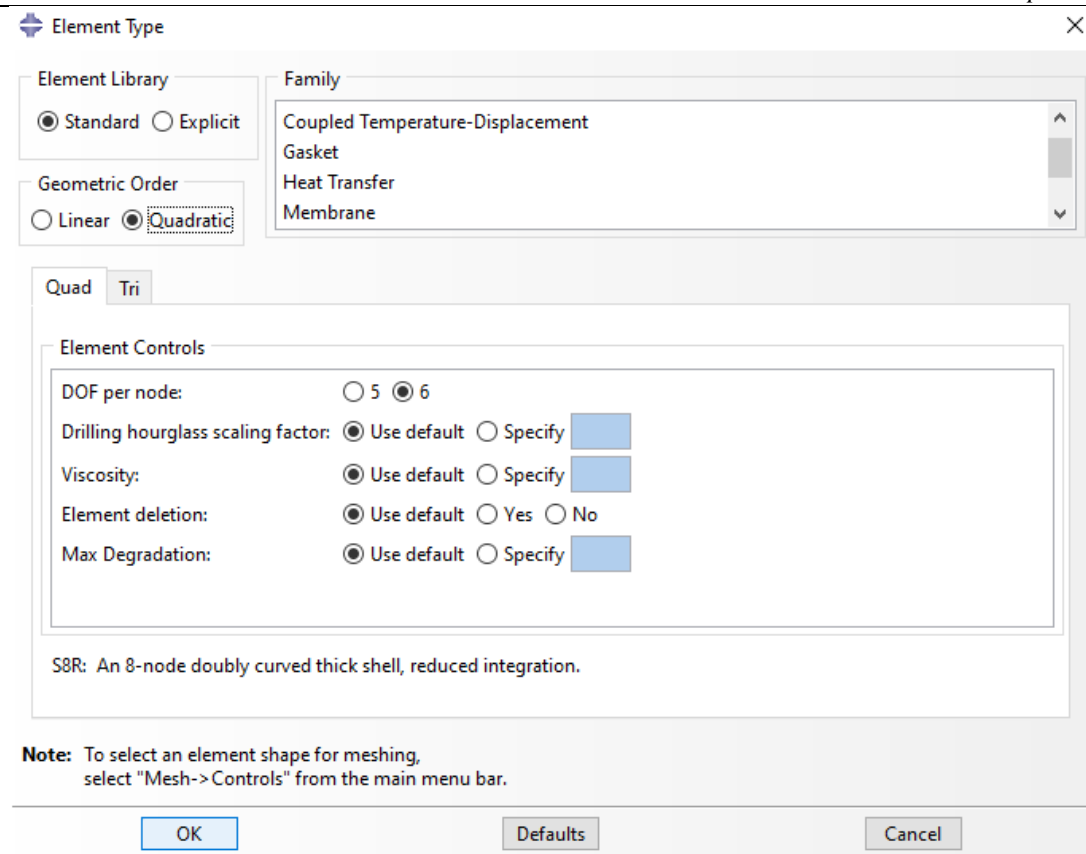 Element Type
Element Library
Standard Explicit
Family
Coupled Temperature-Displacement
Gasket
Heat Transfer
Membrane
Geometric Order
Linear Quadratic
Quad Tri
Element Controls
DOF per node: 5 6
Drilling hourglass scaling factor: Use default Specify
Viscosity: Use default Specify
Element deletion: Use default Yes No
Max Degradation: Use default Specify
S8R: An 8-node doubly curved thick shell, reduced integration.
Note: To select an element shape for meshing,
select "Mesh->Controls" from the main menu bar.
OK Defaults Cancel